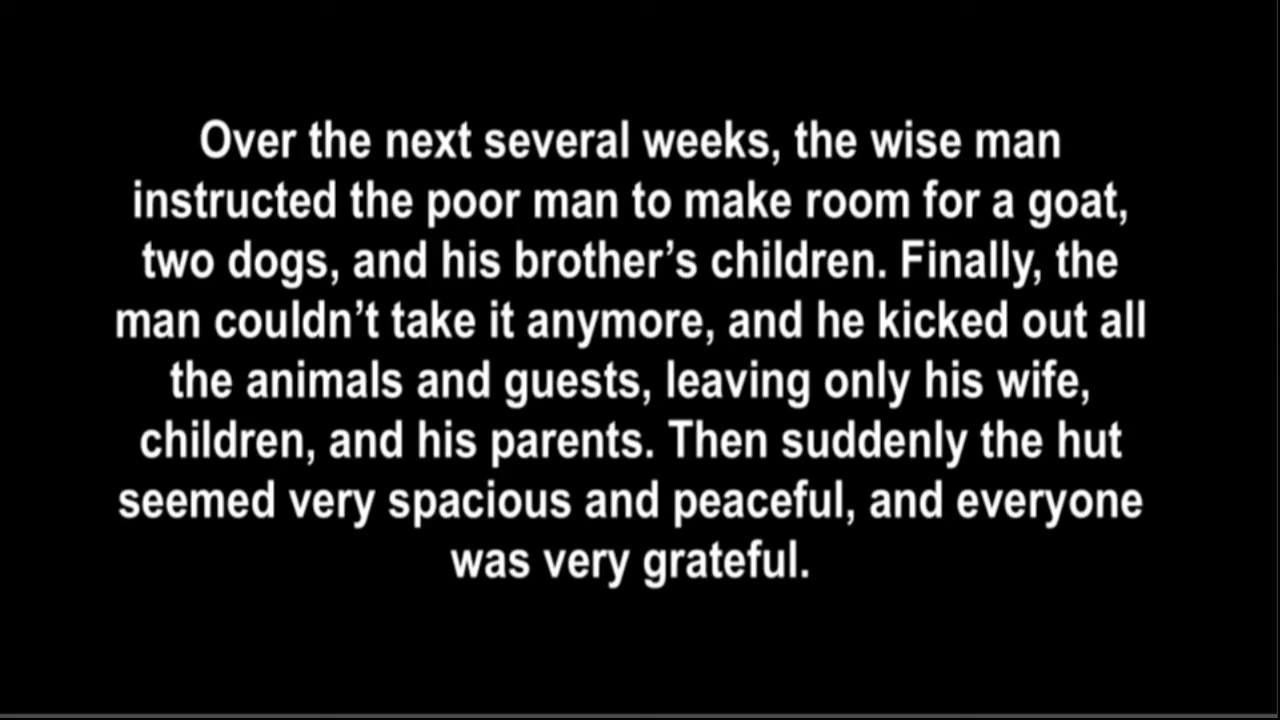 Over the next several weeks, the wise man
instructed the poor man to make room for a goat,
two dogs, and his brother’s children. Finally, the
man couldn’t take it anymore, and he kicked out all
the animals and guests, leaving only his wife,
children, and his parents. Then suddenly the hut
seemed very spacious and peaceful, and everyone
was very grateful.